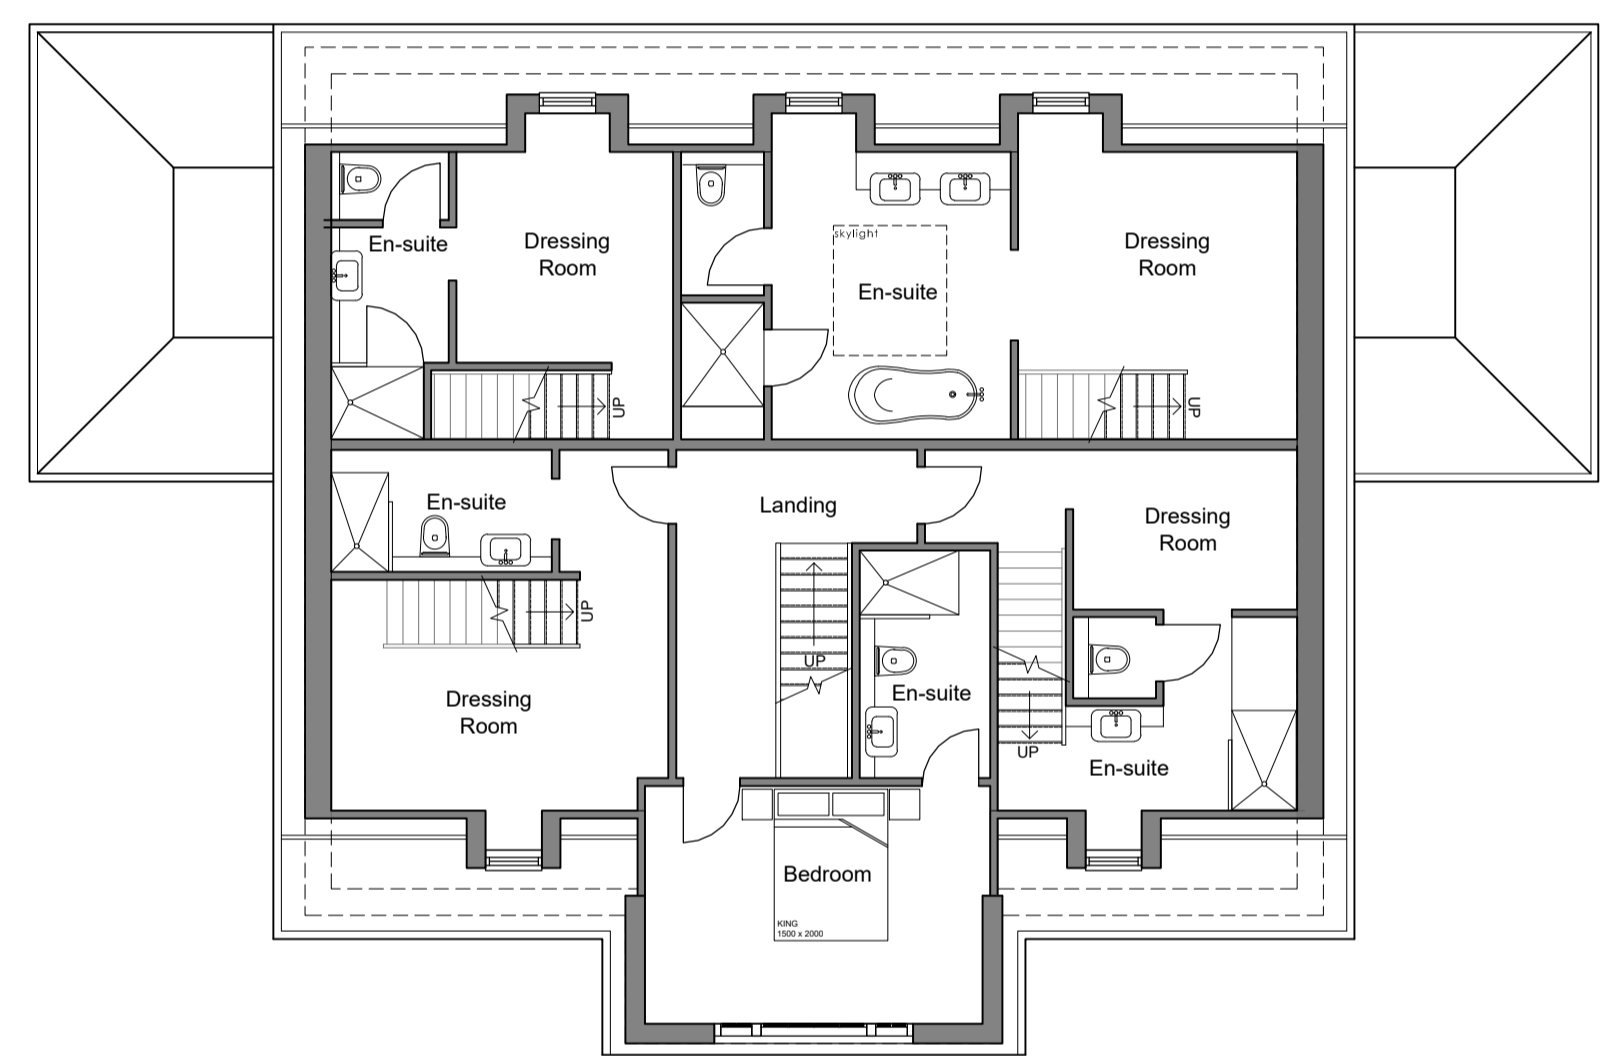 En-suite
Dressing
Room
UP
skylight
En-suite
Dressing
Room
UP
En-suite
UP
Dressing
Room
Landing
UP
Dressing
Room
En-suite
UP
En-suite
Bedroom
KING
1500 x 2000